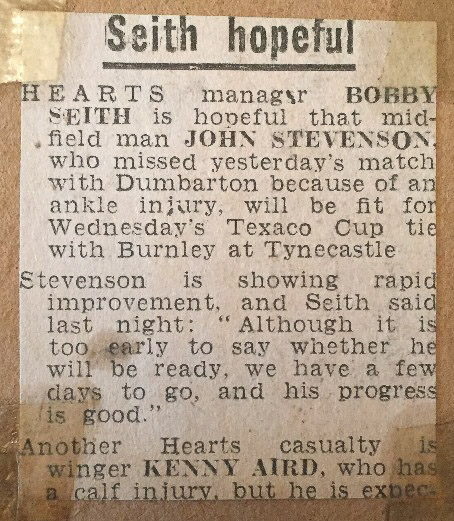 Seith hopeful
HEARTS manager BOBBY
SEITH is hopeful that mid-
field man JOHN STEVENSON,
who missed yesterday's match
with Dumbarton because of an
ankle injury, will be fit for
Wednesday's Texaco Cup tie
with Burnley at Tynecastle
Stevenson is showing rapid
improvement, and Seith said
last night: "Although it is
too early to say whether he
will be ready, we have a few
days to go, and his progress
is good."
Another Hearts casualty is
winger KENNY AIRD, who has
a calf injury, but he is expec-